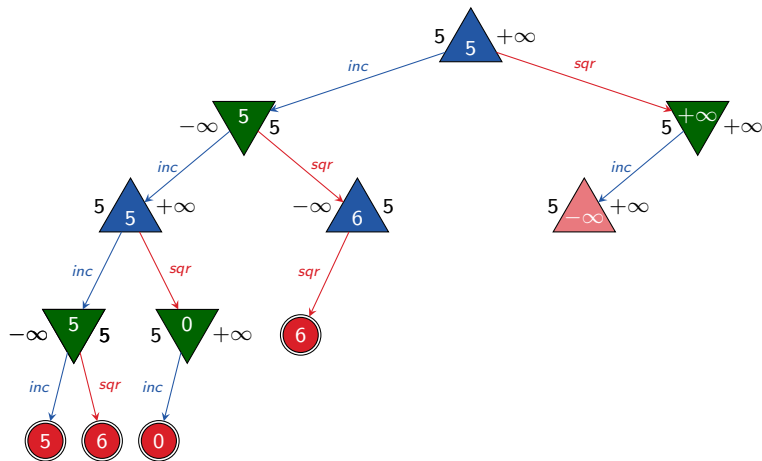 5 5 +∞
inc sqr
−∞ 5 5 5 +∞ +∞
inc sqr inc
5 5 +∞ −∞ 6 5 5 −∞ +∞
inc sqr sqr
−∞ 5 5 5 0 +∞ 6
inc sqr inc
5 6 0